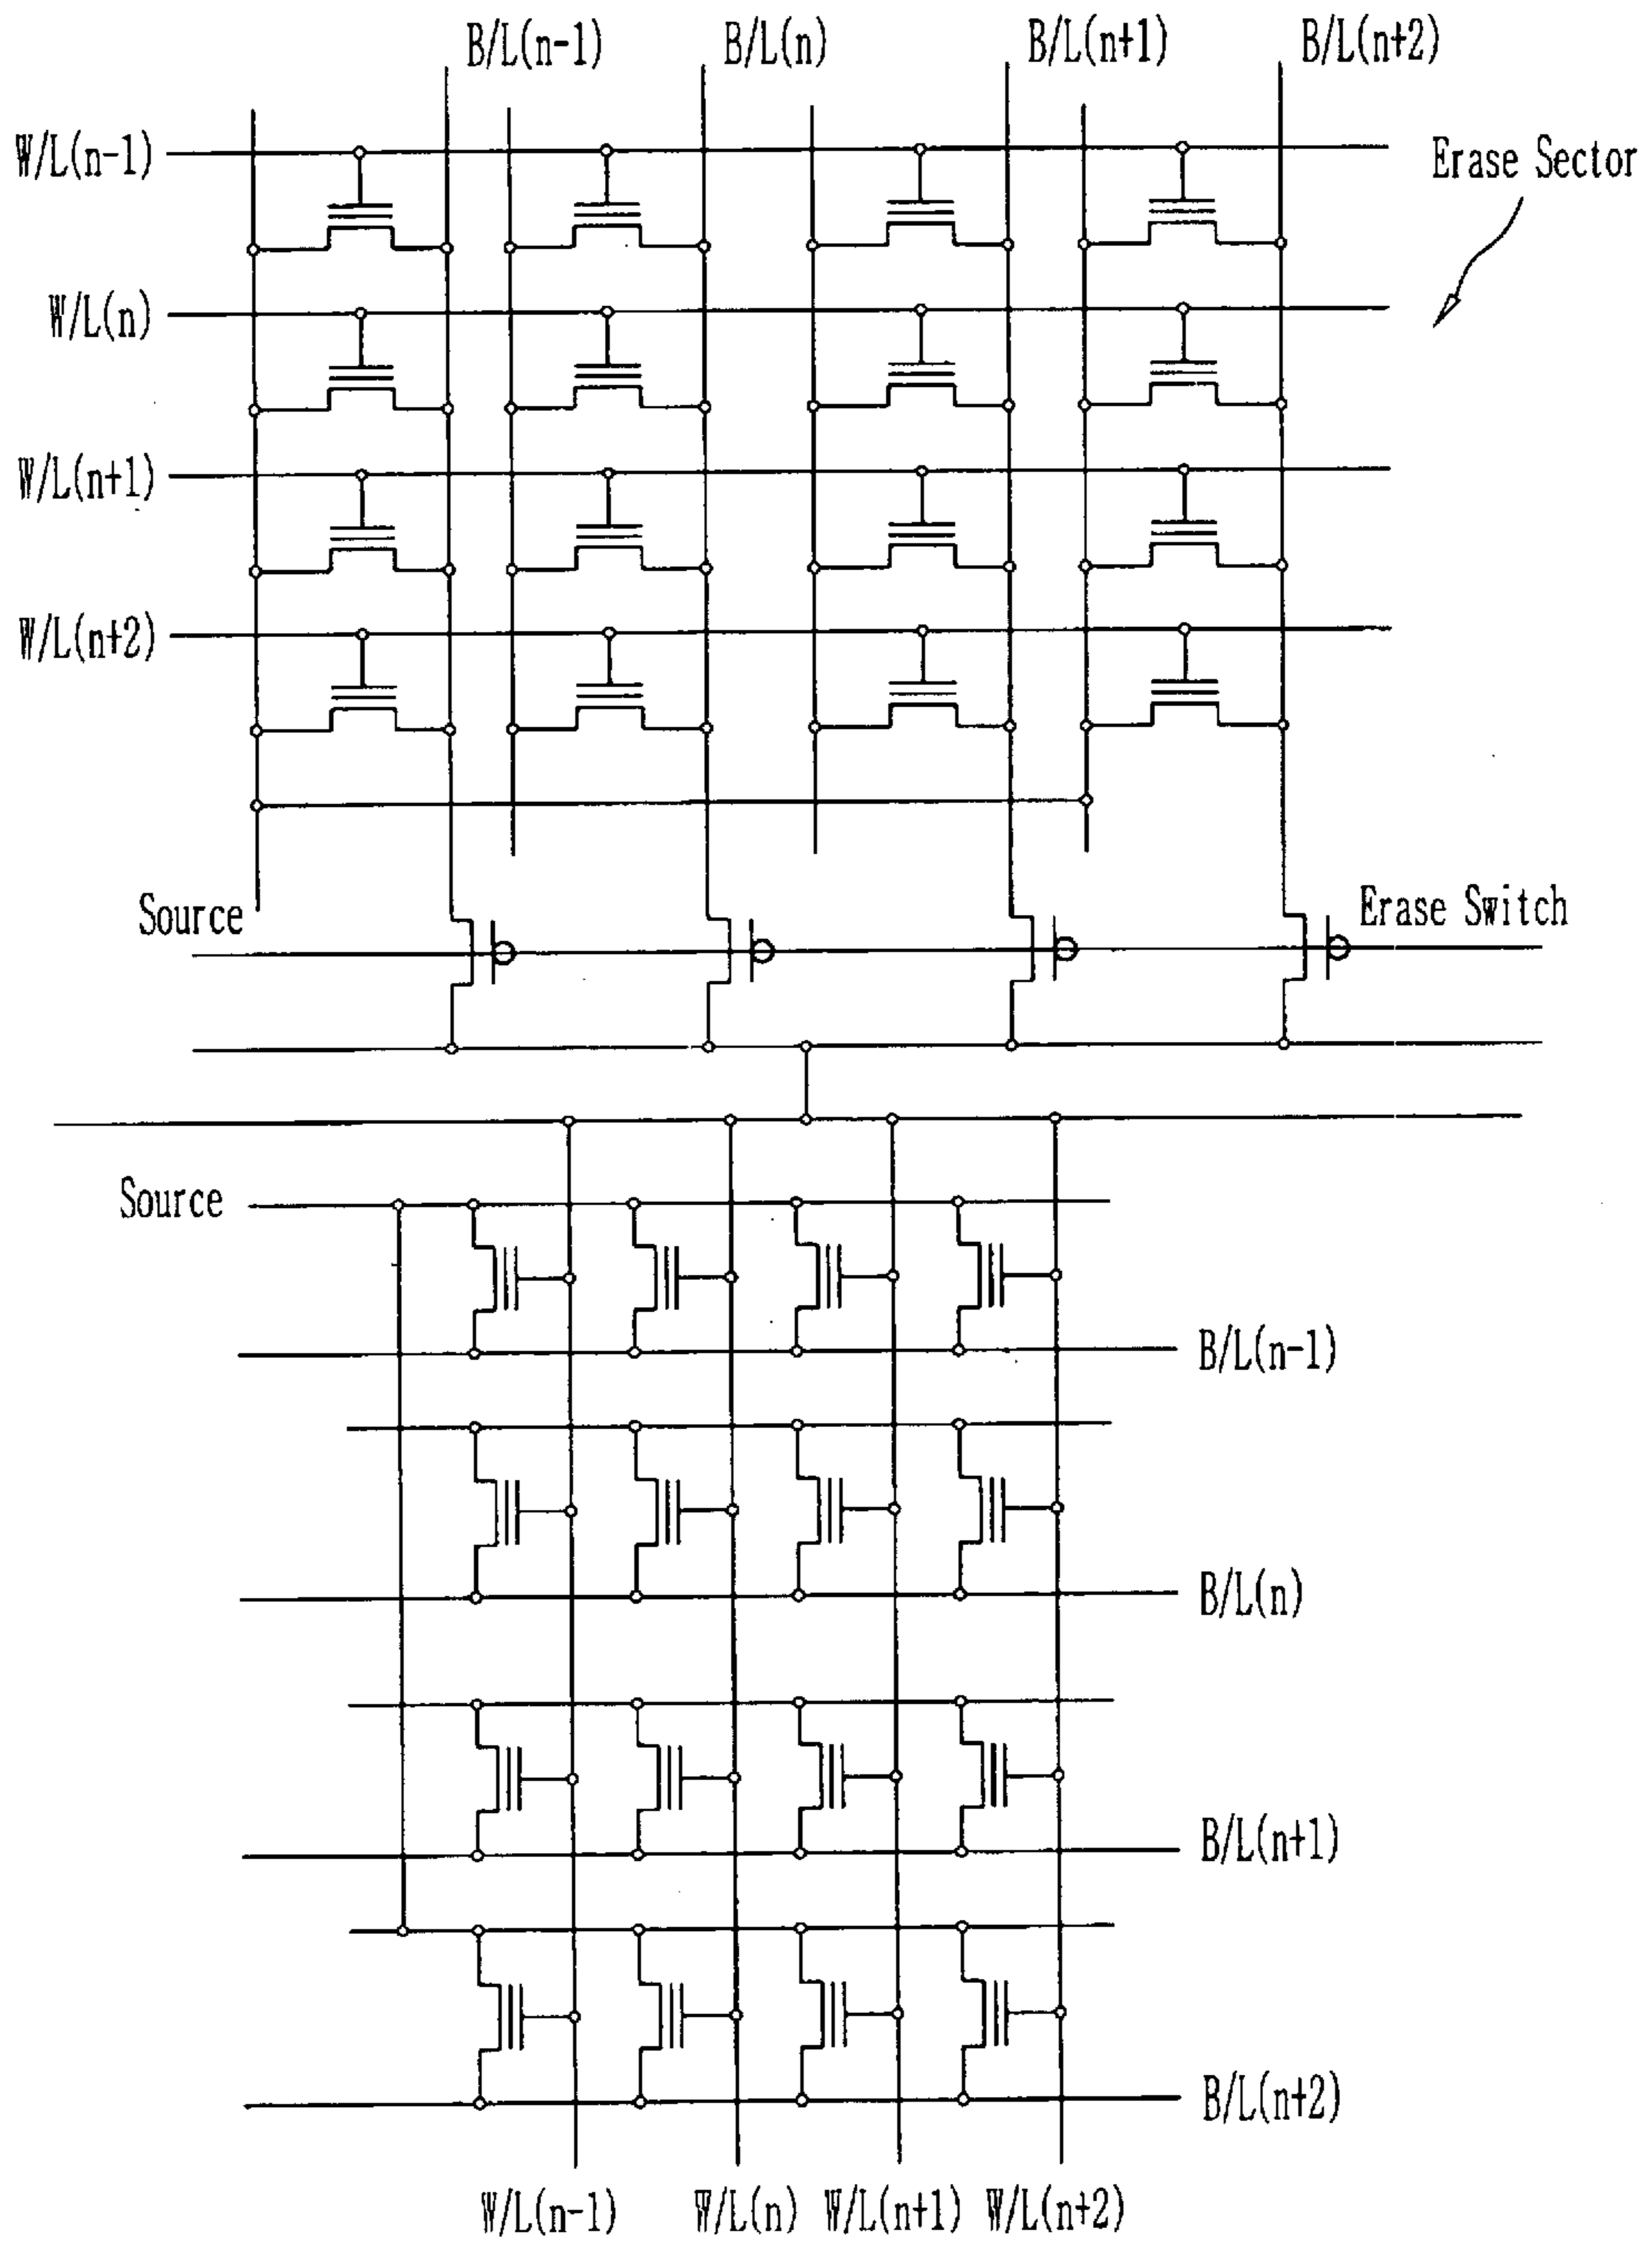 B/L(n-1)
B/L(n)
B/L(n+1)
B/L(n+2)
W/L(n-1)
Erase Sector
W/L(n)
W/L(n+1)
W/L(n+2)
Source
Erase Switch
Source
B/L(n-1)
B/L(n)
B/L(n+1)
B/L(n+2)
W/L(n-1)
W/L(n)
W/L(n+1)
W/L(n+2)